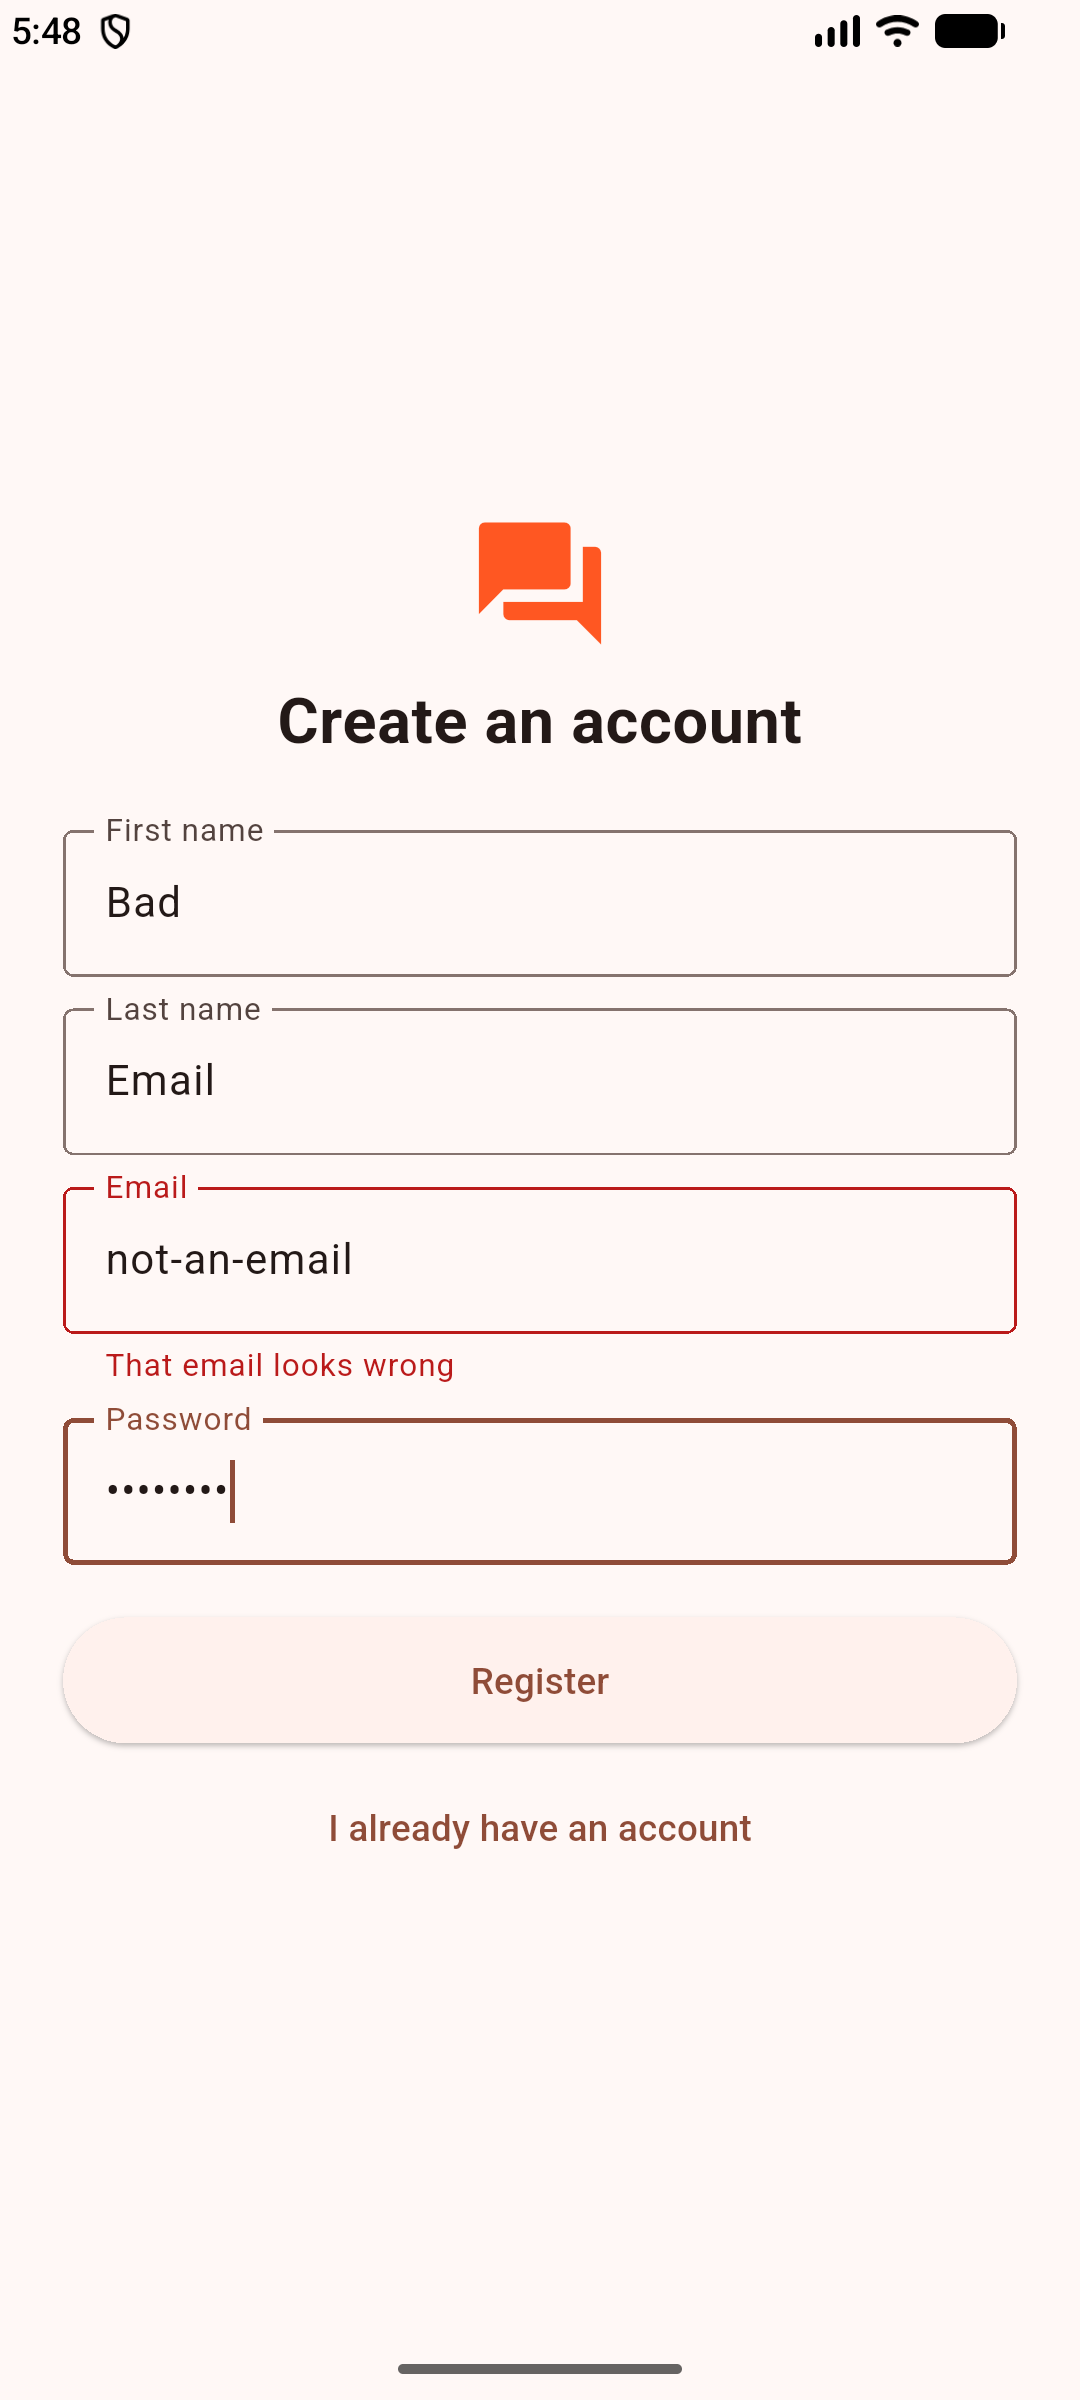 5:48
Create an account
First name
Bad
Last name
Email
Email
not-an-email
That email looks wrong
Password
••••••••
Register
I already have an account